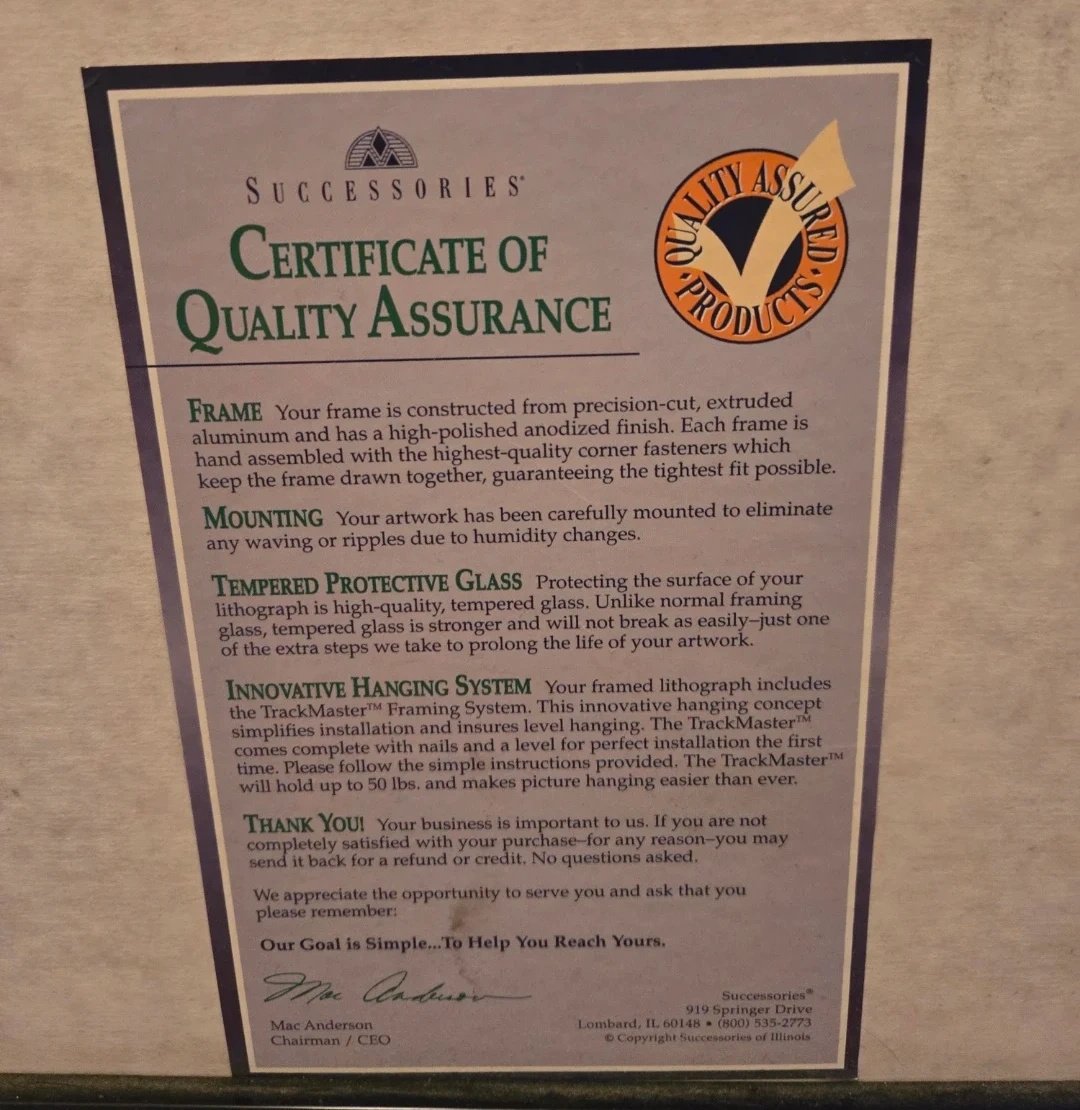 SUCCESSORIES®
CERTIFICATE OF
QUALITY ASSURANCE
QUALITY ASSURED
• PRODUCTS •
FRAME Your frame is constructed from precision-cut, extruded
aluminum and has a high-polished anodized finish. Each frame is
hand assembled with the highest-quality corner fasteners which
keep the frame drawn together, guaranteeing the tightest fit possible.
MOUNTING Your artwork has been carefully mounted to eliminate
any waving or ripples due to humidity changes.
TEMPERED PROTECTIVE GLASS Protecting the surface of your
lithograph is high-quality, tempered glass. Unlike normal framing
glass, tempered glass is stronger and will not break as easily–just one
of the extra steps we take to prolong the life of your artwork.
INNOVATIVE HANGING SYSTEM Your framed lithograph includes
the TrackMaster™ Framing System. This innovative hanging concept
simplifies installation and insures level hanging. The TrackMaster™
comes complete with nails and a level for perfect installation the first
time. Please follow the simple instructions provided. The TrackMaster™
will hold up to 50 lbs. and makes picture hanging easier than ever.
THANK YOU! Your business is important to us. If you are not
completely satisfied with your purchase–for any reason–you may
send it back for a refund or credit. No questions asked.
We appreciate the opportunity to serve you and ask that you
please remember:
Our Goal is Simple...To Help You Reach Yours.
Mac Anderson
Mac Anderson
Chairman / CEO
Successories®
919 Springer Drive
Lombard, IL 60148 • (800) 535-2773
© Copyright Successories of Illinois